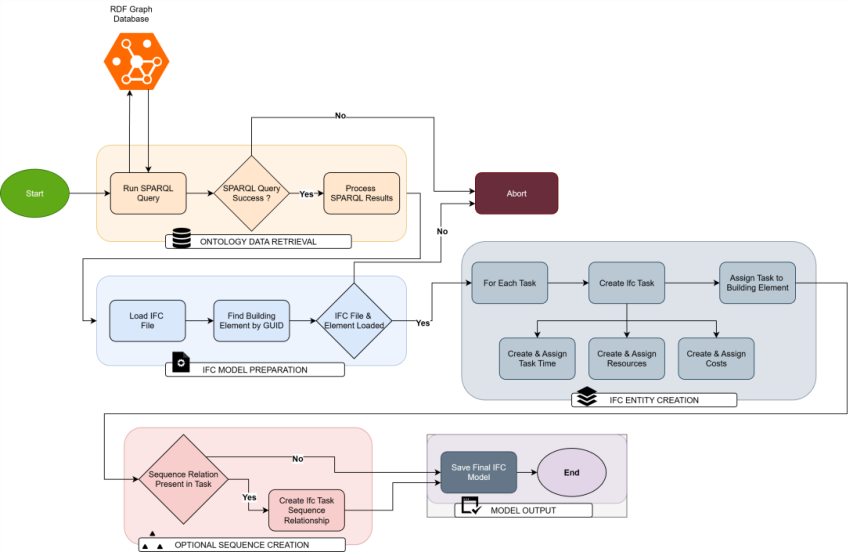 RDF Graph
Database
No
Start
Run SPARQL
Query
SPARQL Query
Success ?
Yes
Process
SPARQL Results
Abort
ONTOLOGY DATA RETRIEVAL
No
Load IFC
File
Find Building
Element by GUID
IFC File &
Element Loaded
Yes
IFC MODEL PREPARATION
For Each Task
Create Ifc Task
Assign Task to
Building Element
Create & Assign
Task Time
Create & Assign
Resources
Create & Assign
Costs
IFC ENTITY CREATION
Sequence Relation
Present in Task
No
Yes
Create Ifc Task
Sequence
Relationship
OPTIONAL SEQUENCE CREATION
Save Final IFC
Model
End
MODEL OUTPUT